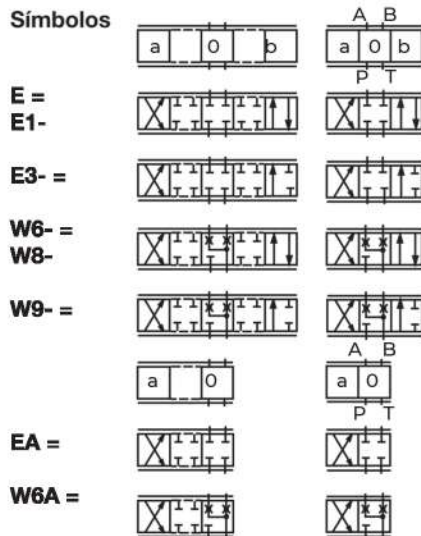 Símbolos
A B
a 0 b
a 0 b
P T
E =
E1-
E3- =
W6- =
W8-
W9- =
A B
a 0
a 0
P T
EA =
W6A =